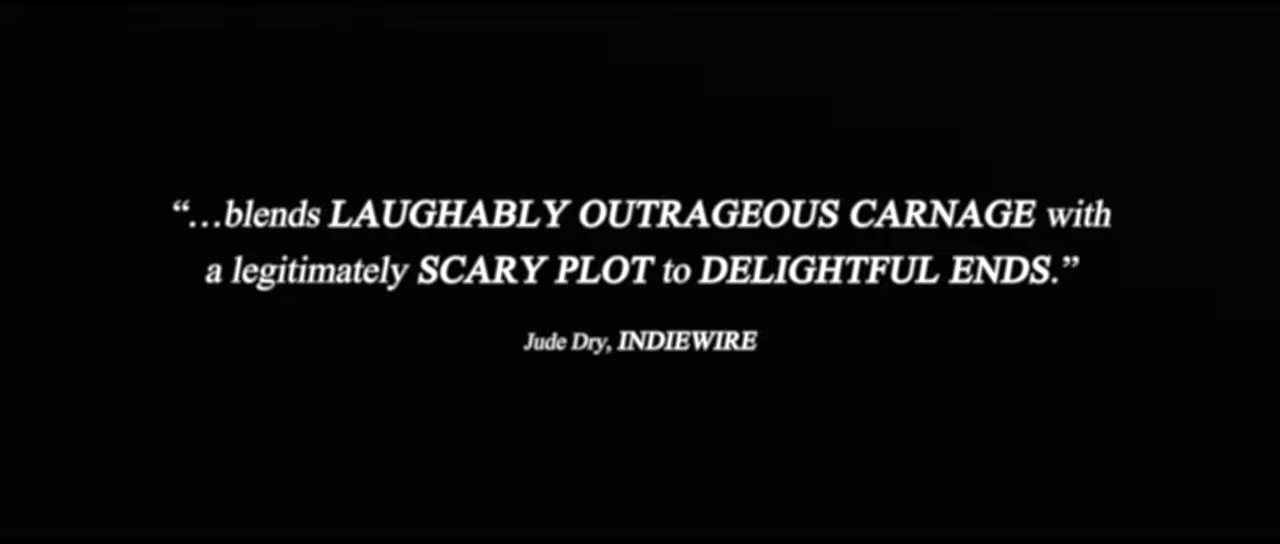 “…blends LAUGHABLY OUTRAGEOUS CARNAGE with
a legitimately SCARY PLOT to DELIGHTFUL ENDS.”
Jude Dry, INDIEWIRE